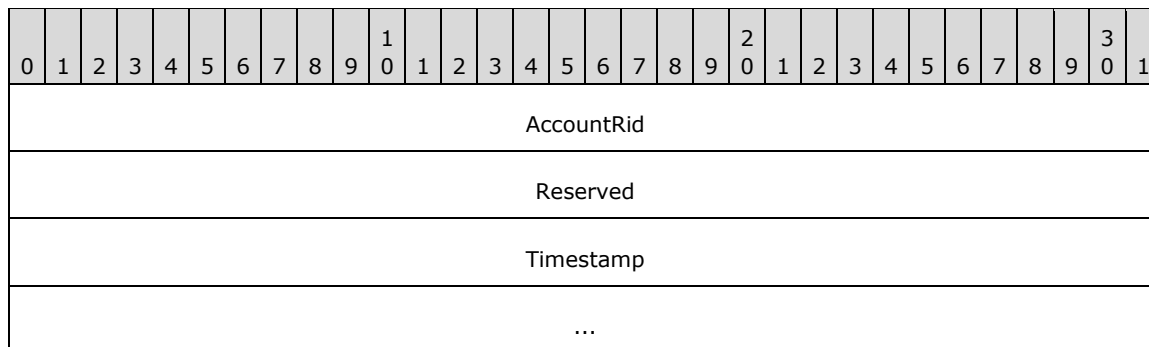 1 2 3
0 1 2 3 4 5 6 7 8 9 0 1 2 3 4 5 6 7 8 9 0 1 2 3 4 5 6 7 8 9 0 1
AccountRid
Reserved
Timestamp
...